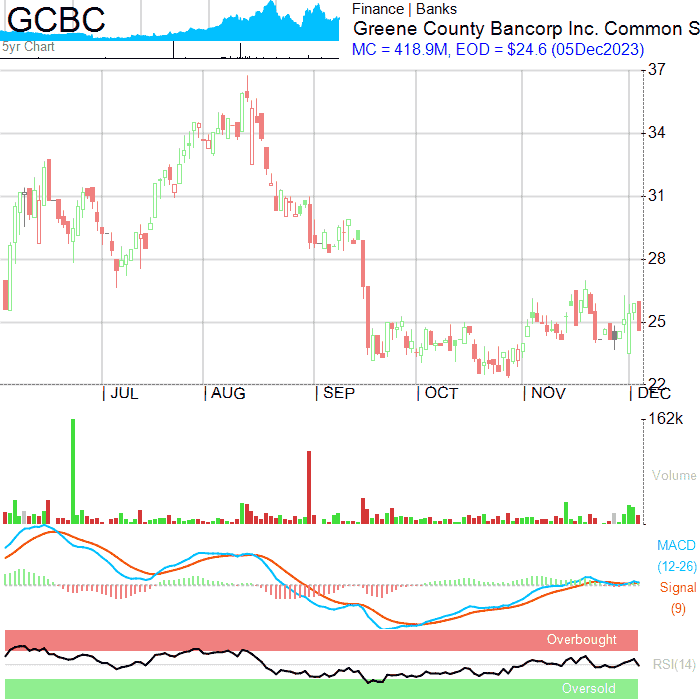 GCBC
5yr Chart
Finance | Banks
Greene County Bancorp Inc. Common S
MC = 418.9M, EOD = $24.6 (05Dec2023)
37
34
31
28
25
22
JUL AUG SEP OCT NOV DEC
162k
Volume
MACD
(12-26)
Signal
(9)
Overbought
RSI(14)
Oversold